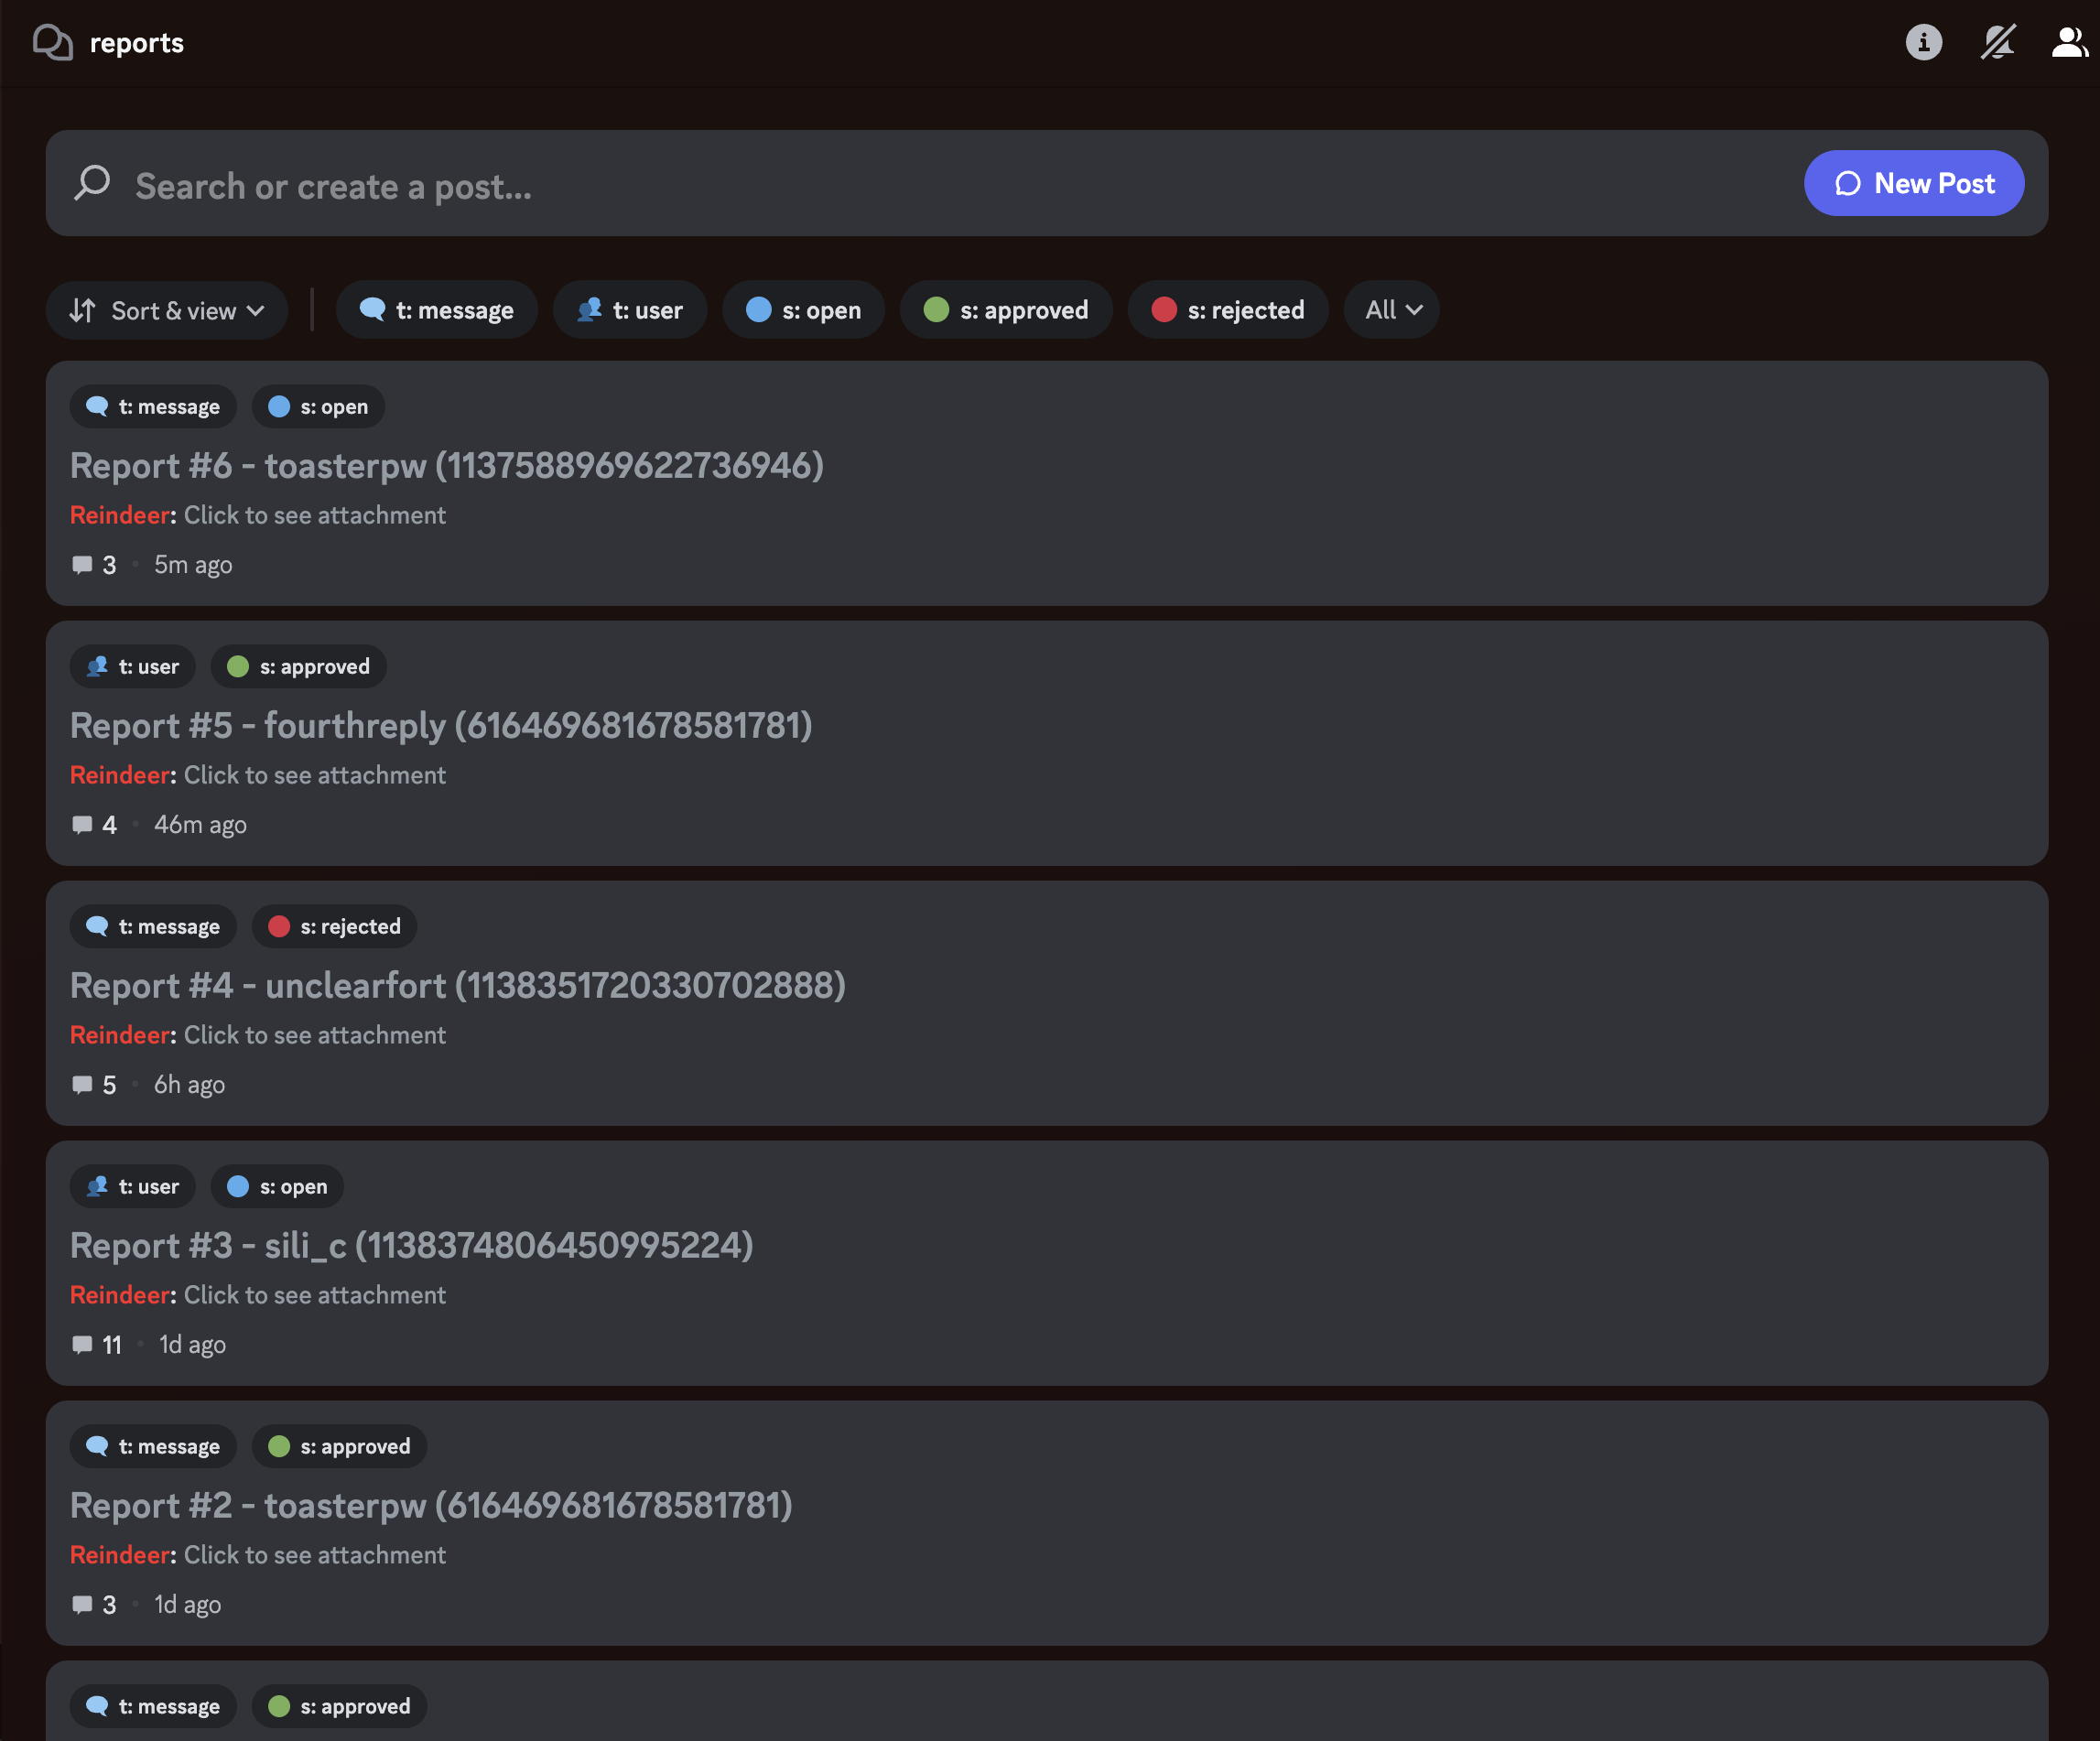 reports
Search or create a post...
New Post
Sort & view
t: message
t: user
s: open
s: approved
s: rejected
All
t: message s: open
Report #6 - toasterpw (1137588969622736946)
Reindeer: Click to see attachment
3 • 5m ago
t: user s: approved
Report #5 - fourthreply (616469681678581781)
Reindeer: Click to see attachment
4 • 46m ago
t: message s: rejected
Report #4 - unclearfort (1138351720330702888)
Reindeer: Click to see attachment
5 • 6h ago
t: user s: open
Report #3 - sili_c (1138374806450995224)
Reindeer: Click to see attachment
11 • 1d ago
t: message s: approved
Report #2 - toasterpw (616469681678581781)
Reindeer: Click to see attachment
3 • 1d ago
t: message s: approved